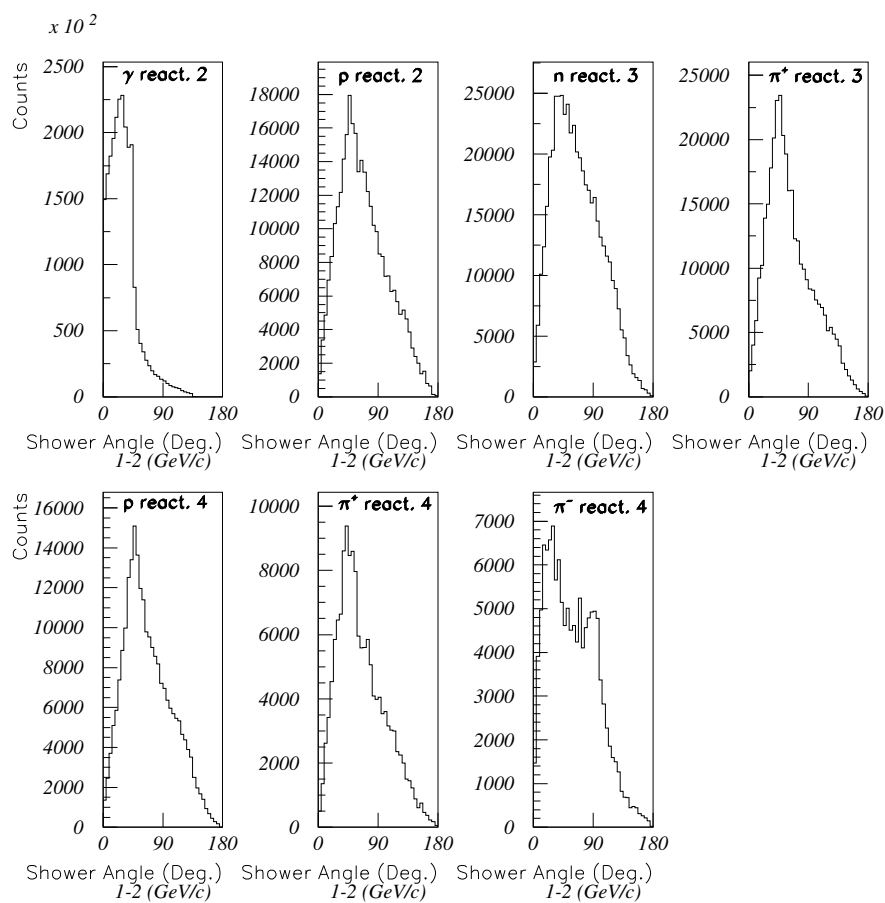 x 10 2
γ react. 2
p react. 2
n react. 3
π+ react. 3
Counts
2500
2000
1500
1000
500
0
18000
16000
14000
12000
10000
8000
6000
4000
2000
0
25000
20000
15000
10000
5000
0
25000
20000
15000
10000
5000
0
0 90 180
0 90 180
0 90 180
0 90 180
Shower Angle (Deg.)
1-2 (GeV/c)
Shower Angle (Deg.)
1-2 (GeV/c)
Shower Angle (Deg.)
1-2 (GeV/c)
Shower Angle (Deg.)
1-2 (GeV/c)
p react. 4
π+ react. 4
π- react. 4
Counts
16000
14000
12000
10000
8000
6000
4000
2000
0
10000
8000
6000
4000
2000
0
7000
6000
5000
4000
3000
2000
1000
0
0 90 180
0 90 180
0 90 180
Shower Angle (Deg.)
1-2 (GeV/c)
Shower Angle (Deg.)
1-2 (GeV/c)
Shower Angle (Deg.)
1-2 (GeV/c)